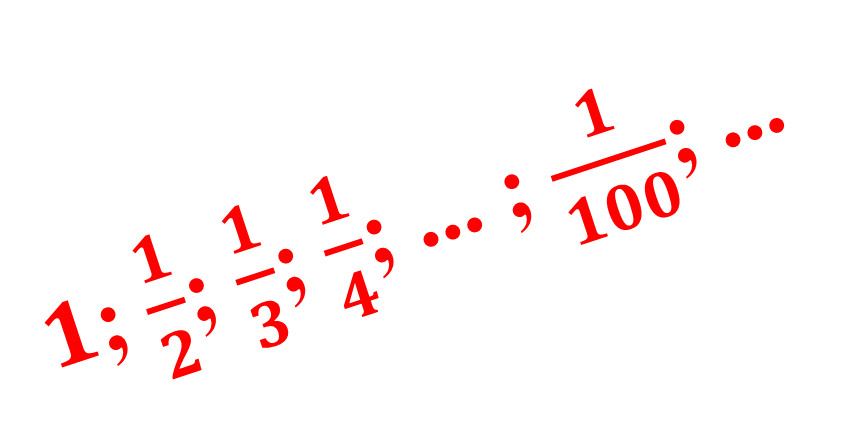 1; 1/2; 1/3; 1/4; ... ; 1/100; ...